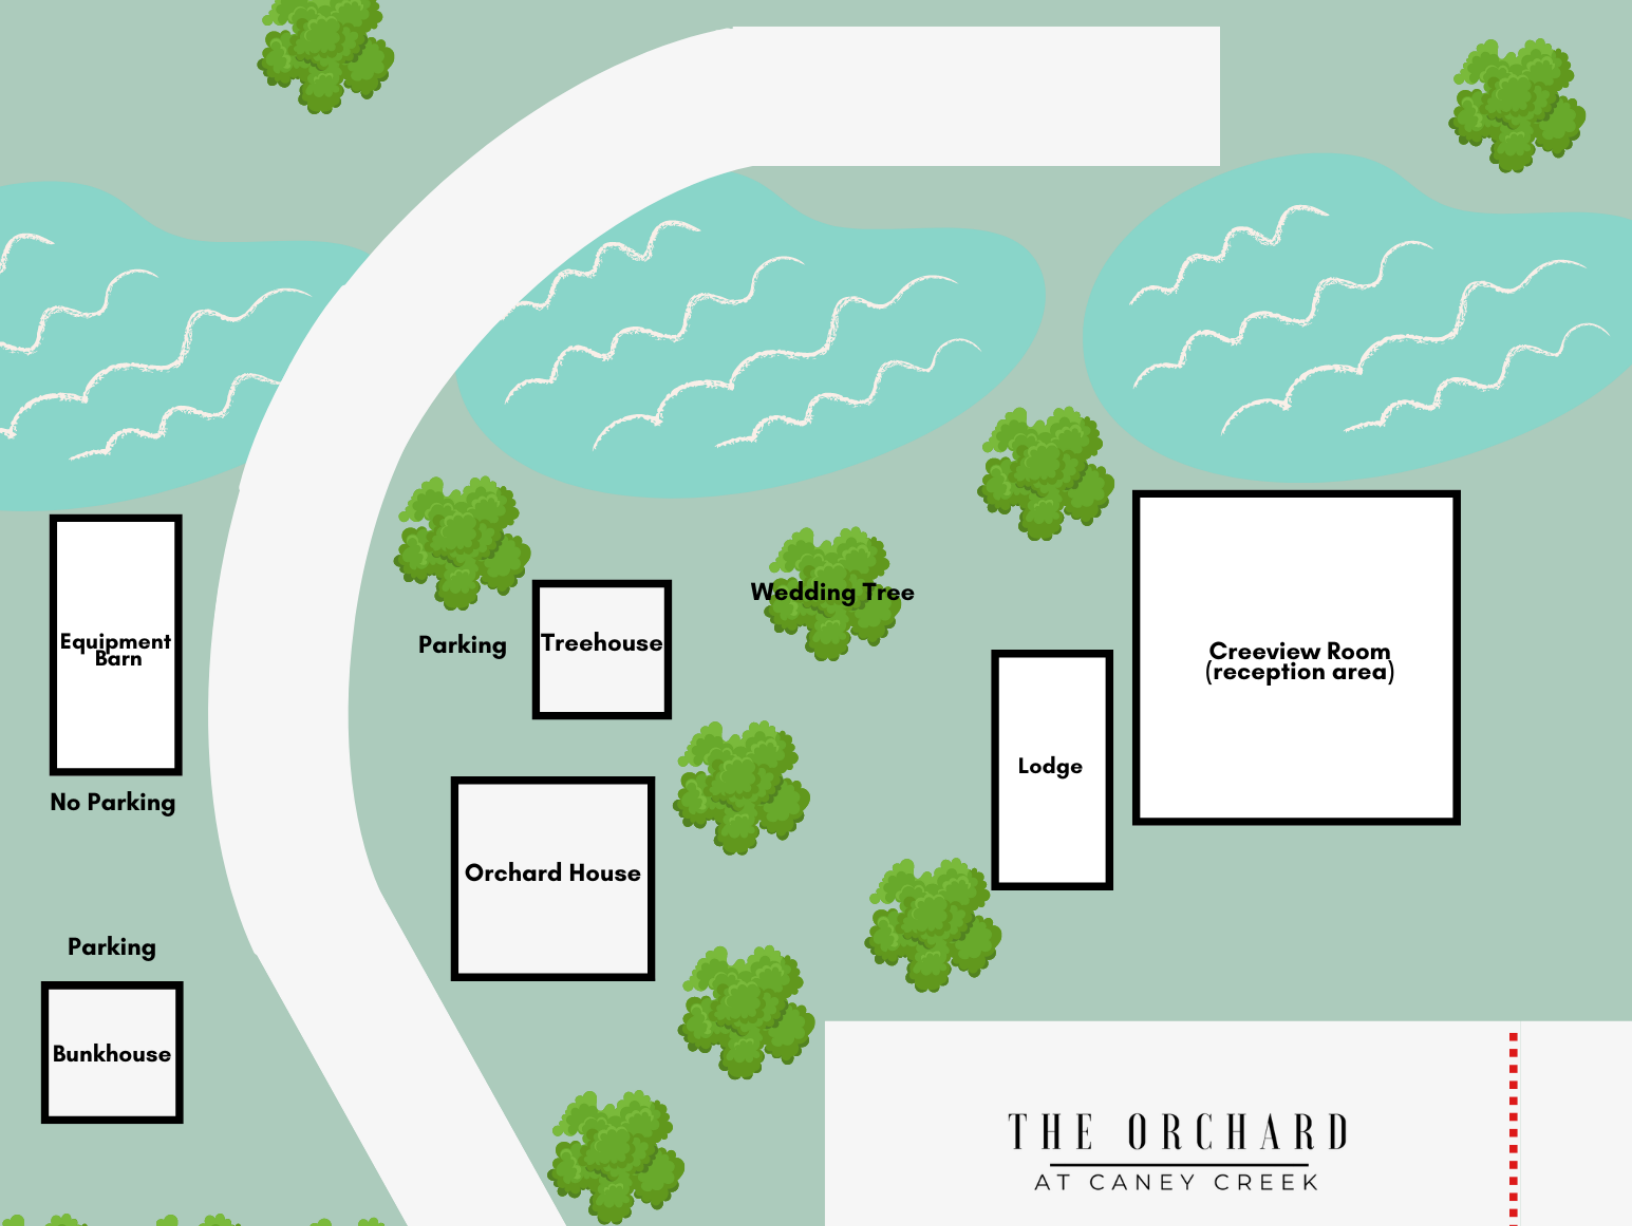 Wedding Tree
Equipment
Barn
Parking
Treehouse
Creeview Room
(reception area)
Lodge
No Parking
Orchard House
Parking
Bunkhouse
THE ORCHARD
AT CANEY CREEK